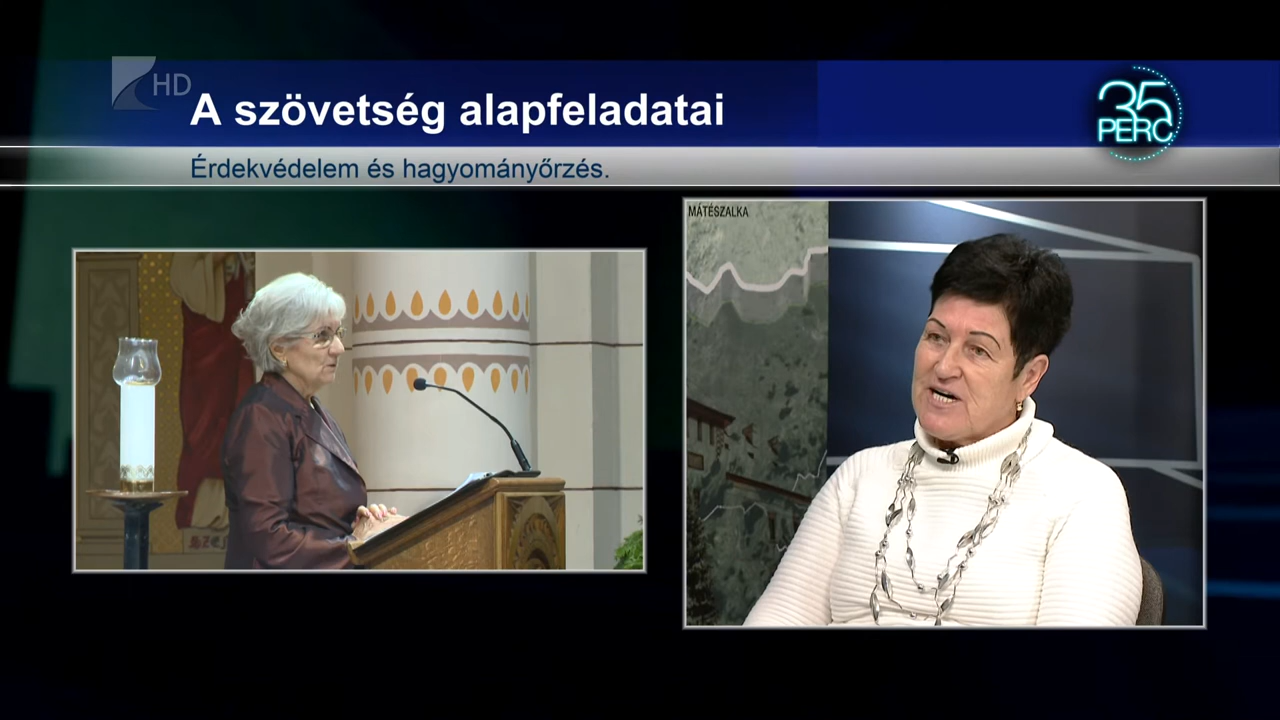 HD
A szövetség alapfeladatai
35
PERC
Érdekvédelem és hagyományőrzés.
MÁTÉSZALKA